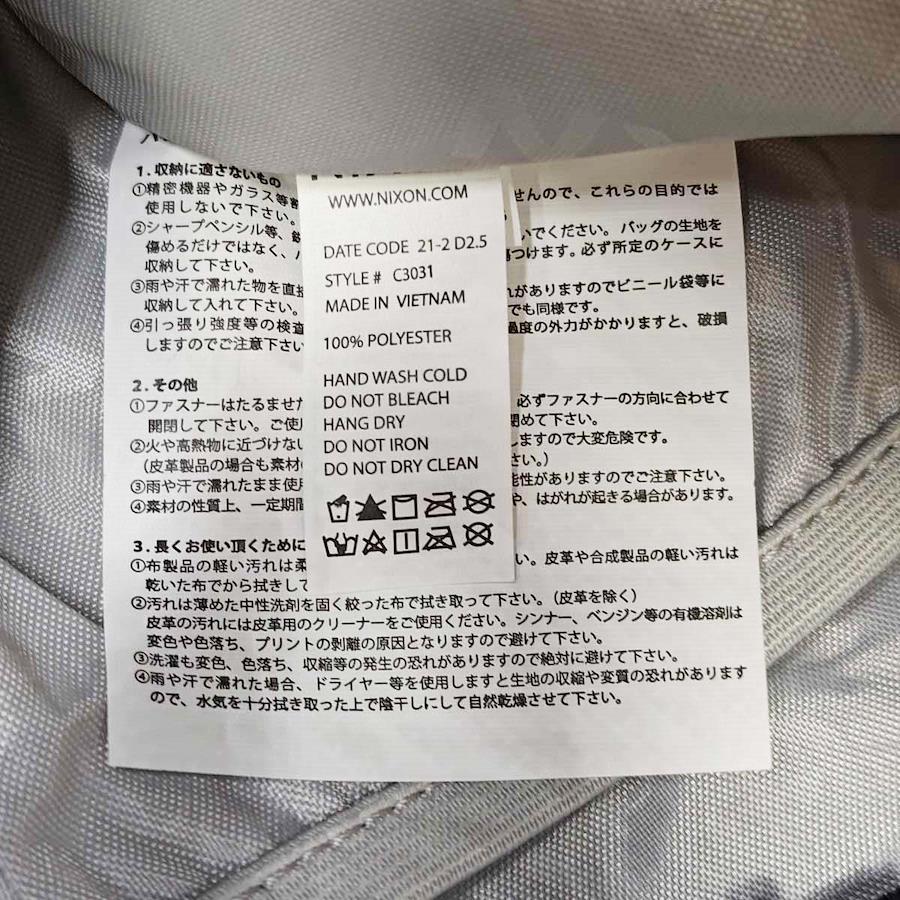 WWW.NIXON.COM
DATE CODE 21-2 D2.5
STYLE # C3031
MADE IN VIETNAM
100% POLYESTER
HAND WASH COLD
DO NOT BLEACH
HANG DRY
DO NOT IRON
DO NOT DRY CLEAN
1.収納に適さないもの
①精密機器やガラス等 せんので、これらの目的では
使用しないで下さい。
②シャープペンシル等、 いでください。バッグの生地を
傷めるだけではなく、 つけます。必ず所定のケースに
収納して下さい。
③雨や汗で濡れた物を直接 がありますのでビニール袋等に
収納して入れて下さい。 でも同様です。
④引っ張り強度等の検査 過度の外力がかかりますと、破損
しますのでご注意下さい
2.その他
①ファスナーはたるませた 必ずファスナーの方向に合わせて
開閉して下さい。ご使 閉めて下さい。
②火や高熱物に近づけない しますので大変危険です。
(皮革製品の場合も素材 さい。)
③雨や汗で濡れたまま使 能性がありますのでご注意下さい。
④素材の性質上、一定期間 や、はがれが起きる場合があります。
3.長くお使い頂くために
①布製品の軽い汚れは柔 い。皮革や合成製品の軽い汚れは
乾いた布でから拭きして
②汚れは薄めた中性洗剤を固く絞った布で拭き取って下さい。(皮革を除く)
皮革の汚れには皮革用のクリーナーをご使用ください。シンナー、ベンジン等の有機溶剤は
変色や色落ち、プリントの剥離の原因となりますので避けて下さい。
③洗濯も変色、色落ち、収縮等の発生の恐れがありますので絶対に避けて下さい。
④雨や汗で濡れた場合、ドライヤー等を使用しますと生地の収縮や変質の恐れがあります
ので、水気を十分拭き取った上で陰干しにして自然乾燥させて下さい。